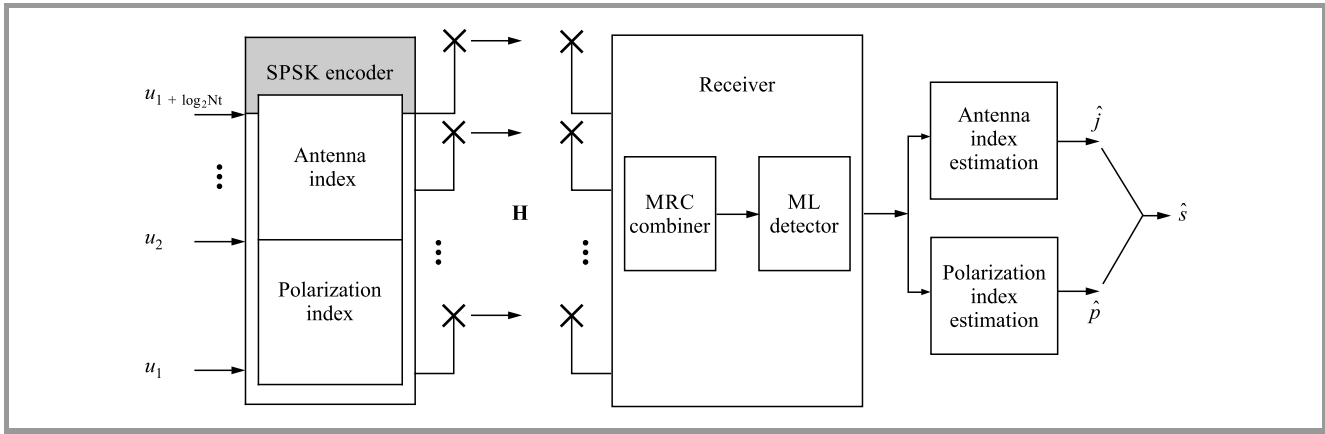 SPSK encoder
u1 + log2Nt
Antenna
index
u2
Polarization
index
u1
H
Receiver
MRC
combiner
ML
detector
Antenna
index
estimation
ĵ
Polarization
index
estimation
p̂
ŝ